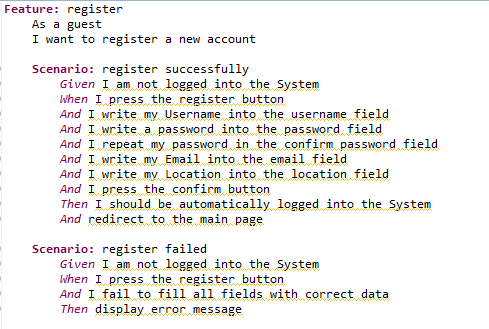 Feature: register
As a guest
I want to register a new account
Scenario: register successfully
Given I am not logged into the System
When I press the register button
And I write my Username into the username field
And I write a password into the password field
And I repeat my password in the confirm password field
And I write my Email into the email field
And I write my Location into the location field
And I press the confirm button
Then I should be automatically logged into the System
And redirect to the main page
Scenario: register failed
Given I am not logged into the System
When I press the register button
And I fail to fill all fields with correct data
Then display error message